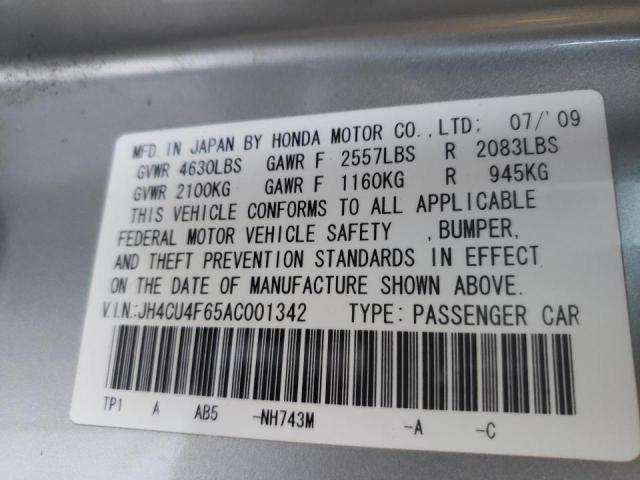 MFD. IN JAPAN BY HONDA MOTOR CO.,LTD: 07/'09
GVWR 4630LBS GAWR F 2557LBS R 2083LBS
GVWR 2100KG GAWR F 1160KG R 945KG
THIS VEHICLE CONFORMS TO ALL APPLICABLE
FEDERAL MOTOR VEHICLE SAFETY ,BUMPER,
AND THEFT PREVENTION STANDARDS IN EFFECT
ON THE DATE OF MANUFACTURE SHOWN ABOVE.
V.I.N.:JH4CU4F65AC001342 TYPE: PASSENGER CAR
TP1 A AB5 -NH743M -A -C